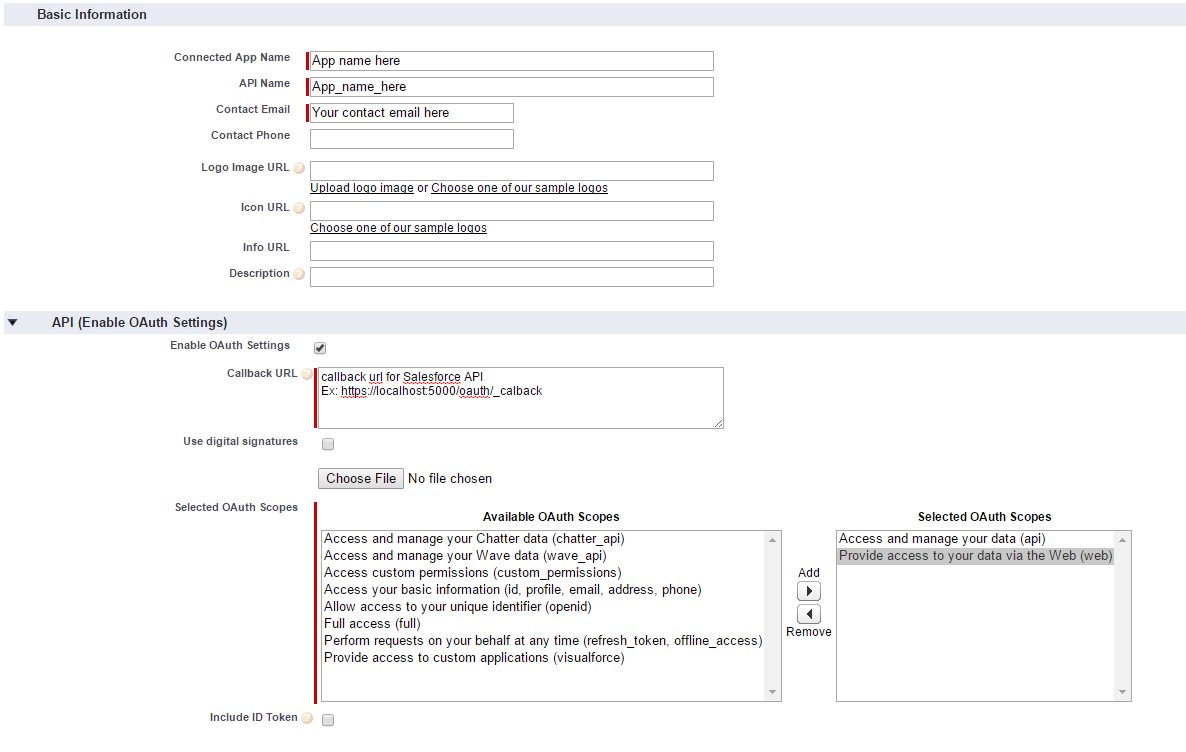 Basic Information
Connected App Name App name here
API Name App_name_here
Contact Email Your contact email here
Contact Phone
Logo Image URL ?
Upload logo image or Choose one of our sample logos
Icon URL ?
Choose one of our sample logos
Info URL
Description ?
API (Enable OAuth Settings)
Enable OAuth Settings
Callback URL ? callback url for Salesforce API
Ex: https://localhost:5000/oauth/_calback
Use digital signatures
Choose File No file chosen
Selected OAuth Scopes
Available OAuth Scopes
Access and manage your Chatter data (chatter_api)
Access and manage your Wave data (wave_api)
Access custom permissions (custom_permissions)
Access your basic information (id, profile, email, address, phone)
Allow access to your unique identifier (openid)
Full access (full)
Perform requests on your behalf at any time (refresh_token, offline_access)
Provide access to custom applications (visualforce)
Add
Remove
Selected OAuth Scopes
Access and manage your data (api)
Provide access to your data via the Web (web)
Include ID Token ?